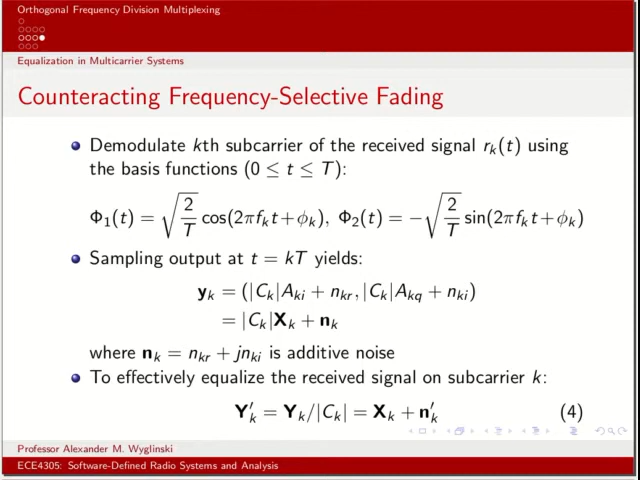 Orthogonal Frequency Division Multiplexing
Equalization in Multicarrier Systems
Counteracting Frequency-Selective Fading
Demodulate kth subcarrier of the received signal r_k(t) using
the basis functions (0 ≤ t ≤ T):
Φ₁(t) = √(2/T) cos(2πf_k t+ϕ_k), Φ₂(t) = −√(2/T) sin(2πf_k t+ϕ_k)
Sampling output at t = kT yields:
y_k = (|C_k|A_ki + n_kr, |C_k|A_kq + n_ki)
= |C_k|X_k + n_k
where n_k = n_kr + jn_ki is additive noise
To effectively equalize the received signal on subcarrier k:
Y′_k = Y_k/|C_k| = X_k + n′_k (4)
Professor Alexander M. Wyglinski
ECE4305: Software-Defined Radio Systems and Analysis